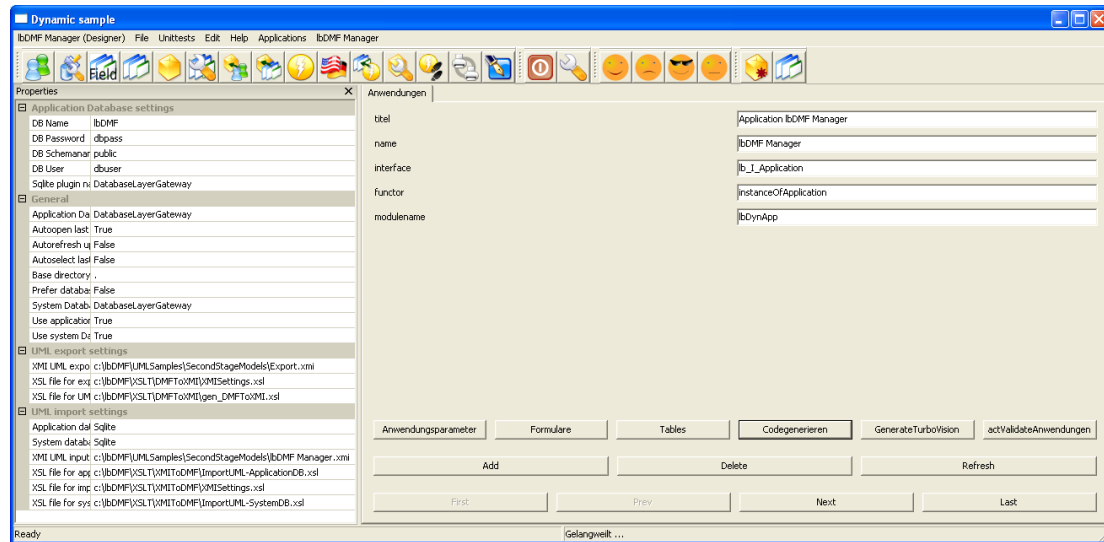 Dynamic sample
lbDMF Manager (Designer) File Unittests Edit Help Applications lbDMF Manager
Field
Properties
Application Database settings
DB Name lbDMF
DB Password dbpass
DB Schemanar public
DB User dbuser
Sqlite plugin na DatabaseLayerGateway
General
Application Da DatabaseLayerGateway
Autoopen last True
Autorefresh up False
Autoselect last False
Base directory .
Prefer databas False
System Databa DatabaseLayerGateway
Use application True
Use system Da True
UML export settings
XMI UML expo c:\lbDMF\UMLSamples\SecondStageModels\Export.xmi
XSL file for exp c:\lbDMF\XSLT\DMFToXMI\XMISettings.xsl
XSL file for UM c:\lbDMF\XSLT\DMFToXMI\gen_DMFToXMI.xsl
UML import settings
Application dat Sqlite
System databa Sqlite
XMI UML input c:\lbDMF\UMLSamples\SecondStageModels\lbDMF Manager.xmi
XSL file for app c:\lbDMF\XSLT\XMIToDMF\ImportUML-ApplicationDB.xsl
XSL file for imp c:\lbDMF\XSLT\XMIToDMF\XMISettings.xsl
XSL file for sys c:\lbDMF\XSLT\XMIToDMF\ImportUML-SystemDB.xsl
Anwendungen
titel Application lbDMF Manager
name lbDMF Manager
interface lb_I_Application
functor instanceOfApplication
modulename lbDynApp
Anwendungsparameter Formulare Tables Codegenerieren GenerateTurboVision actValidateAnwendungen
Add Delete Refresh
First Prev Next Last
Ready Gelangweilt ...